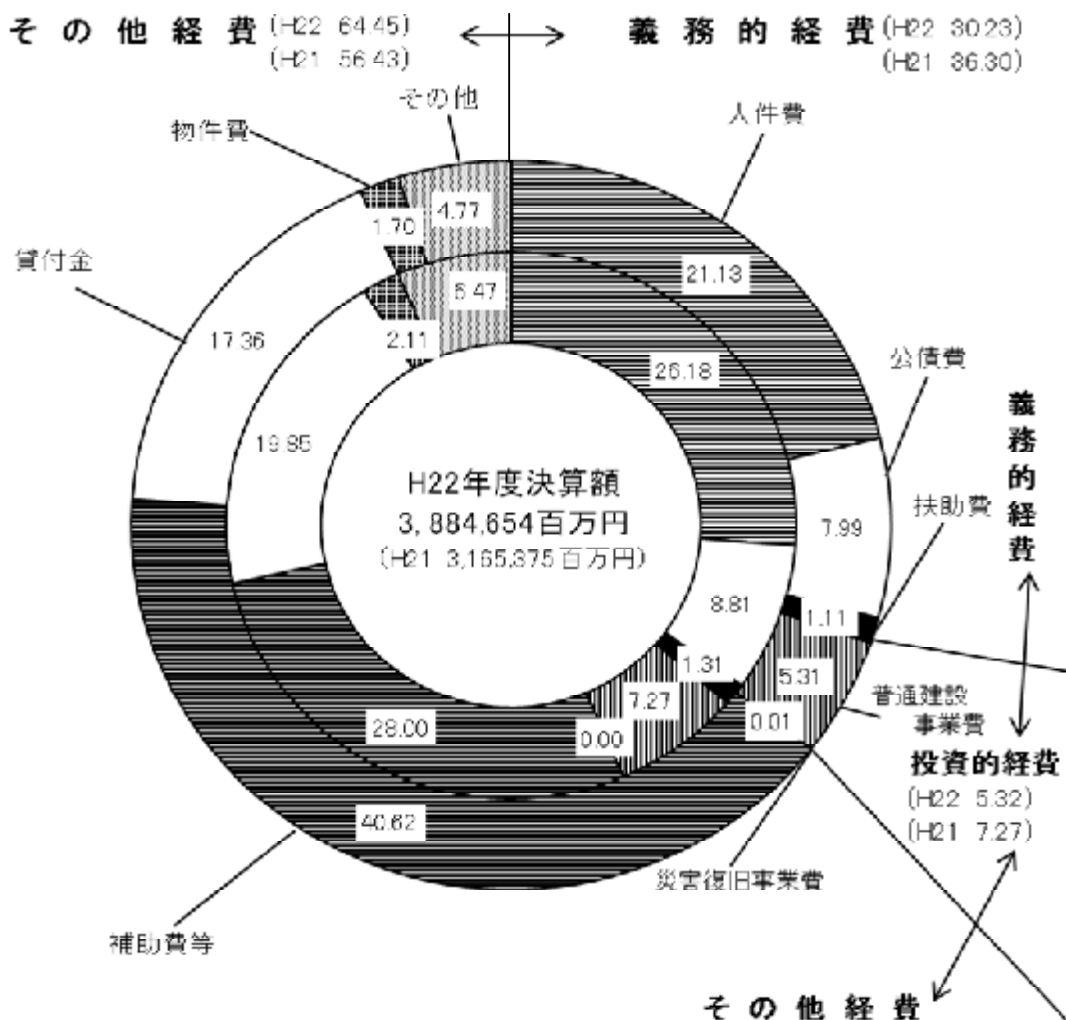 その他経費 (H22 64.45)
(H21 56.43)
義務的経費 (H22 30.23)
(H21 36.30)
その他
物件費
人件費
貸付金
4.77
1.70
21.13
6.47
17.36
2.11
26.18
公債費
義務的経費
19.85
H22年度決算額
3,884,654百万円
(H21 3,165,375百万円)
扶助費
7.99
8.81
1.11
1.31
5.31
7.27
0.01
0.00
普通建設
事業費
28.00
投資的経費
(H22 5.32)
(H21 7.27)
40.62
災害復旧事業費
補助費等
その他経費